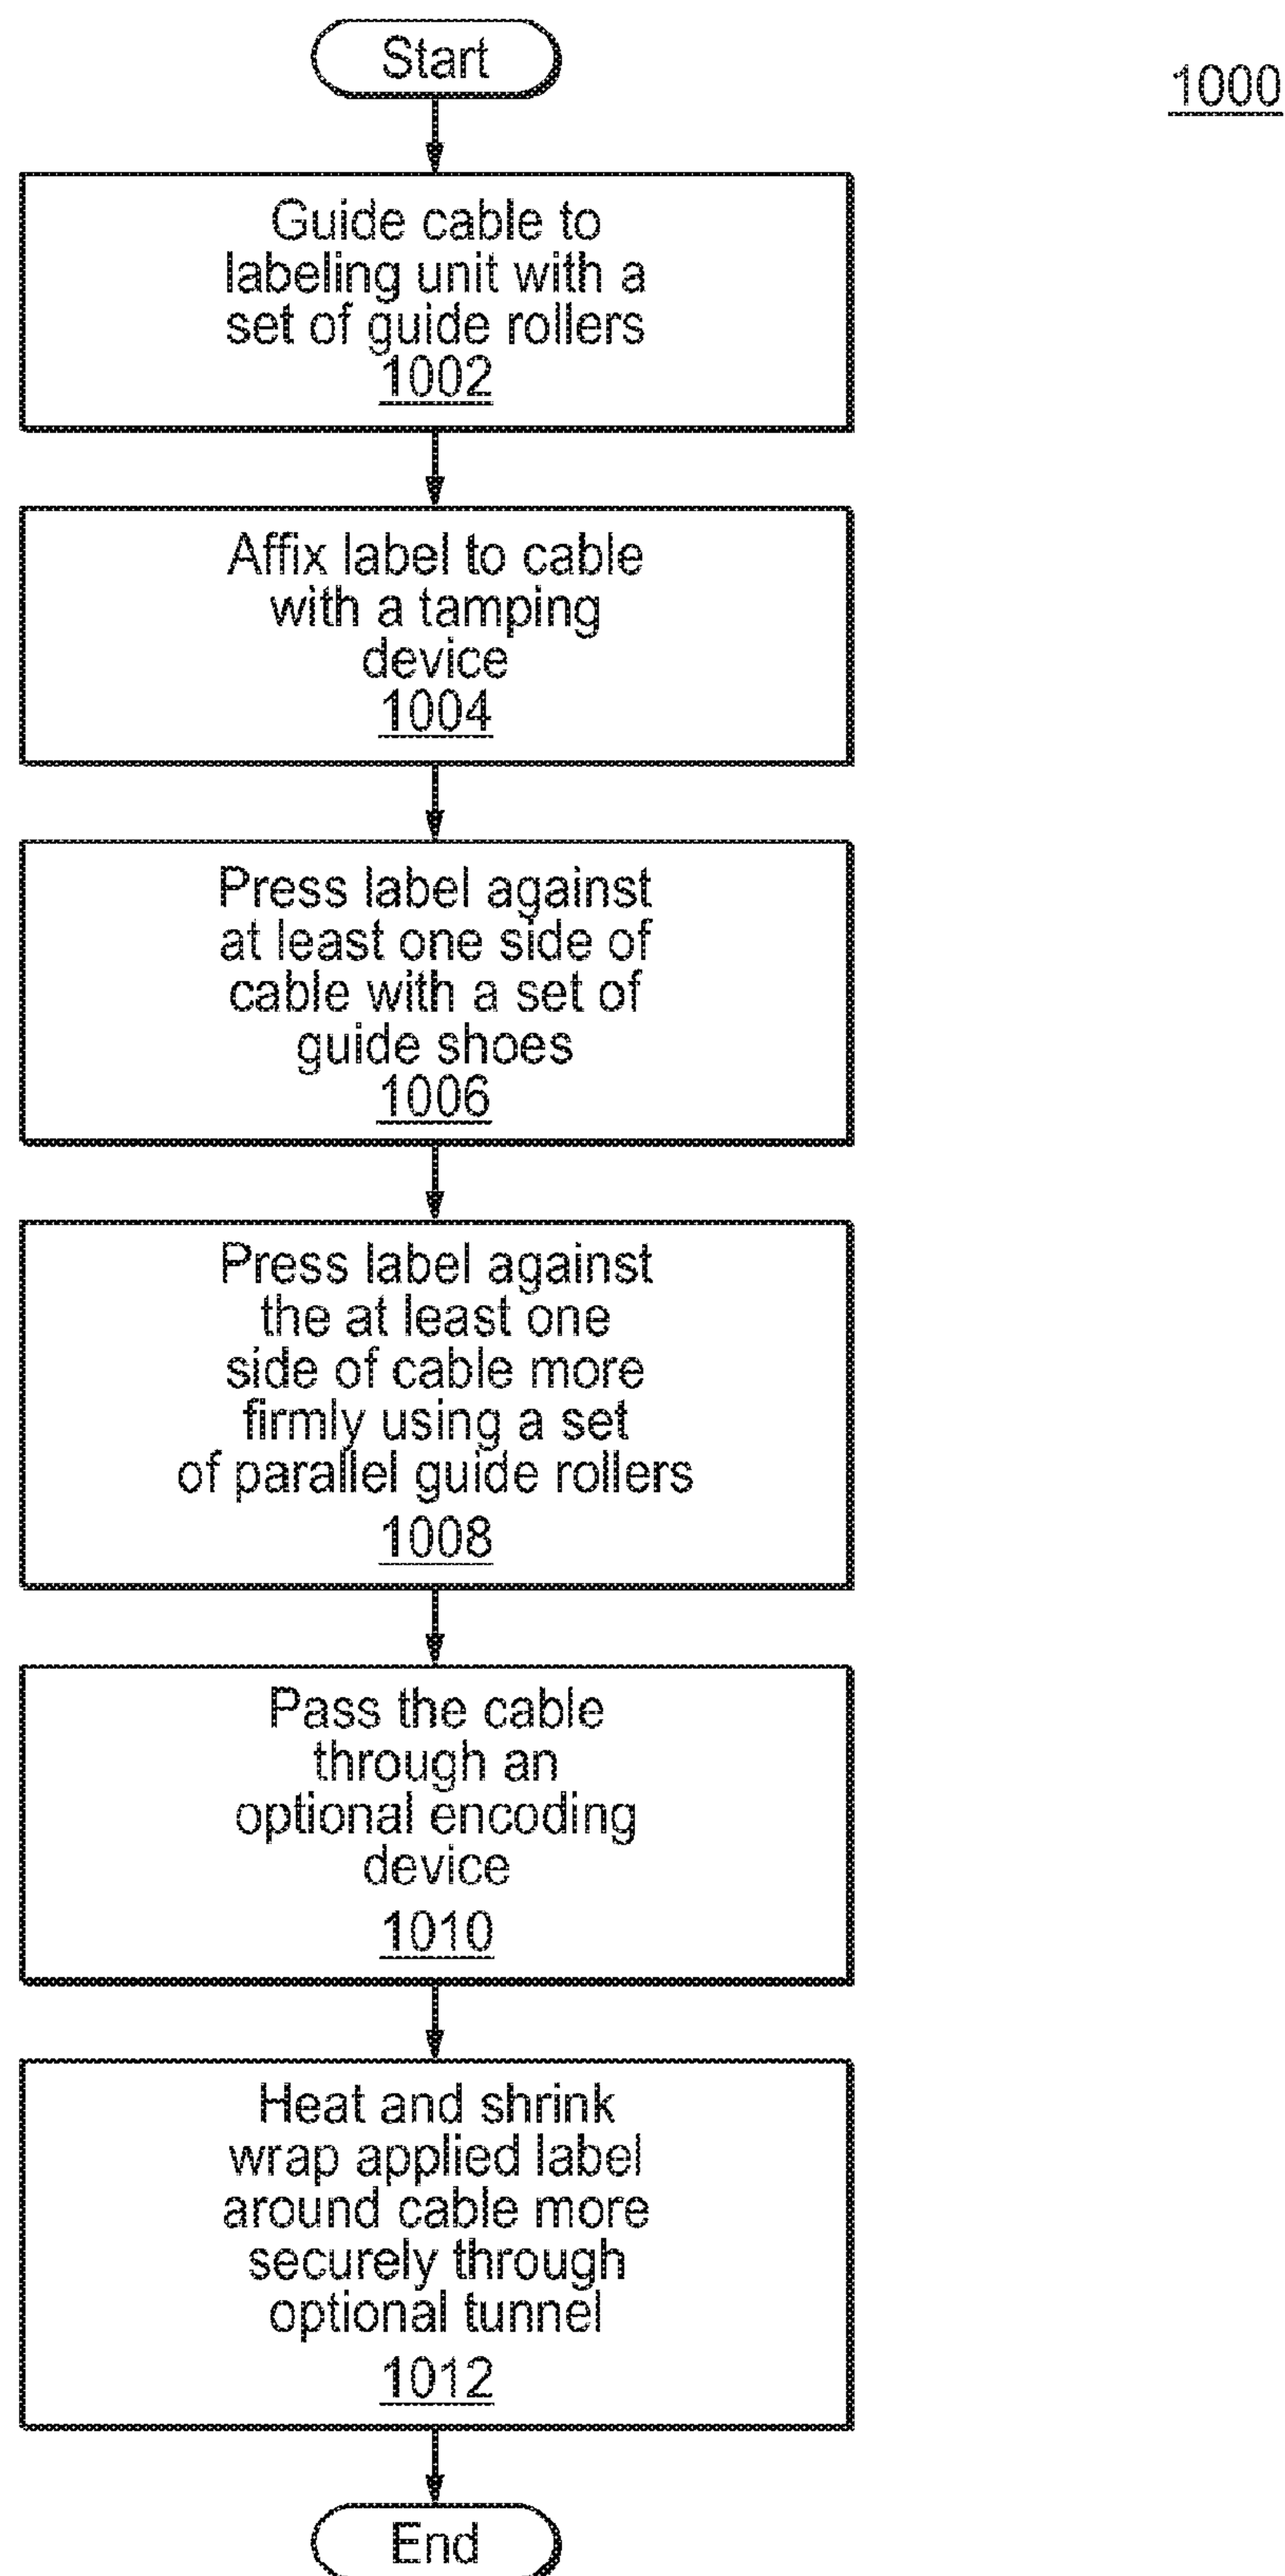 Start
1000
Guide cable to
labeling unit with a
set of guide rollers
1002
Affix label to cable
with a tamping
device
1004
Press label against
at least one side of
cable with a set of
guide shoes
1006
Press label against
the at least one
side of cable more
firmly using a set
of parallel guide rollers
1008
Pass the cable
through an
optional encoding
device
1010
Heat and shrink
wrap applied label
around cable more
securely through
optional tunnel
1012
End